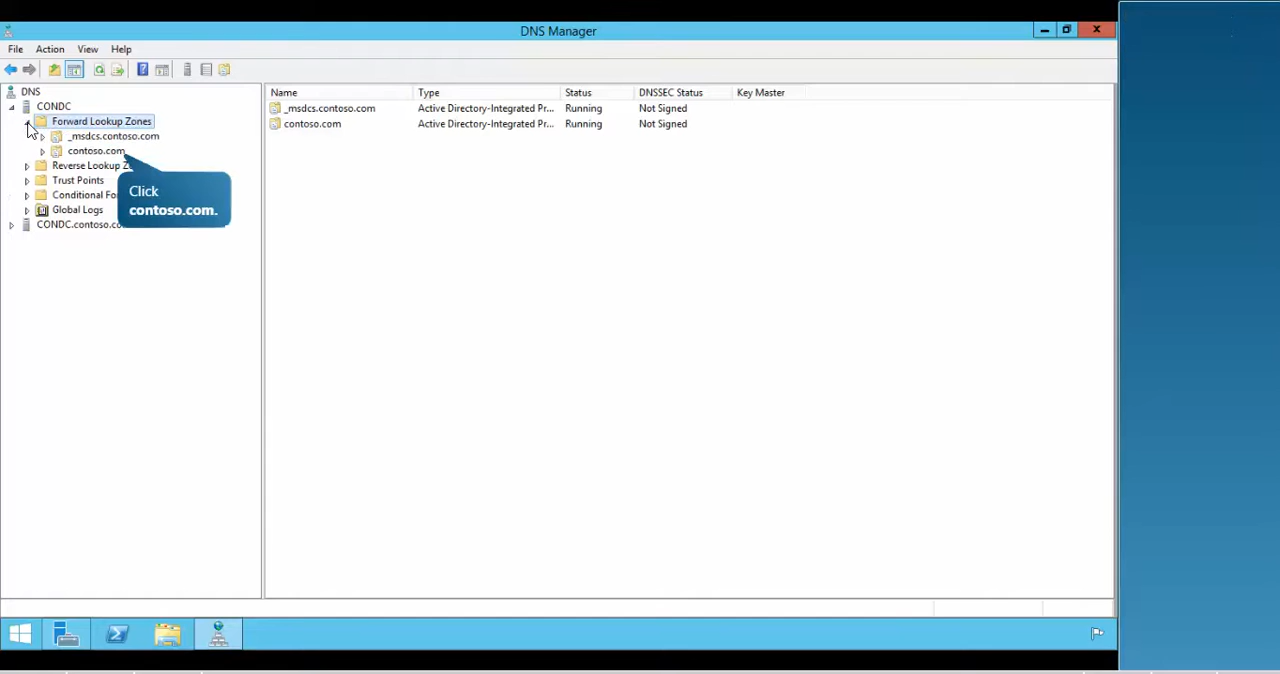 DNS Manager
File Action View Help
DNS
CONDC
Forward Lookup Zones
_msdcs.contoso.com
contoso.com
Reverse Lookup
Trust Points
Conditional
Global Logs
CONDC.contoso.co
Click
contoso.com.
Name Type Status DNSSEC Status Key Master
_msdcs.contoso.com Active Directory-Integrated Pr... Running Not Signed
contoso.com Active Directory-Integrated Pr... Running Not Signed